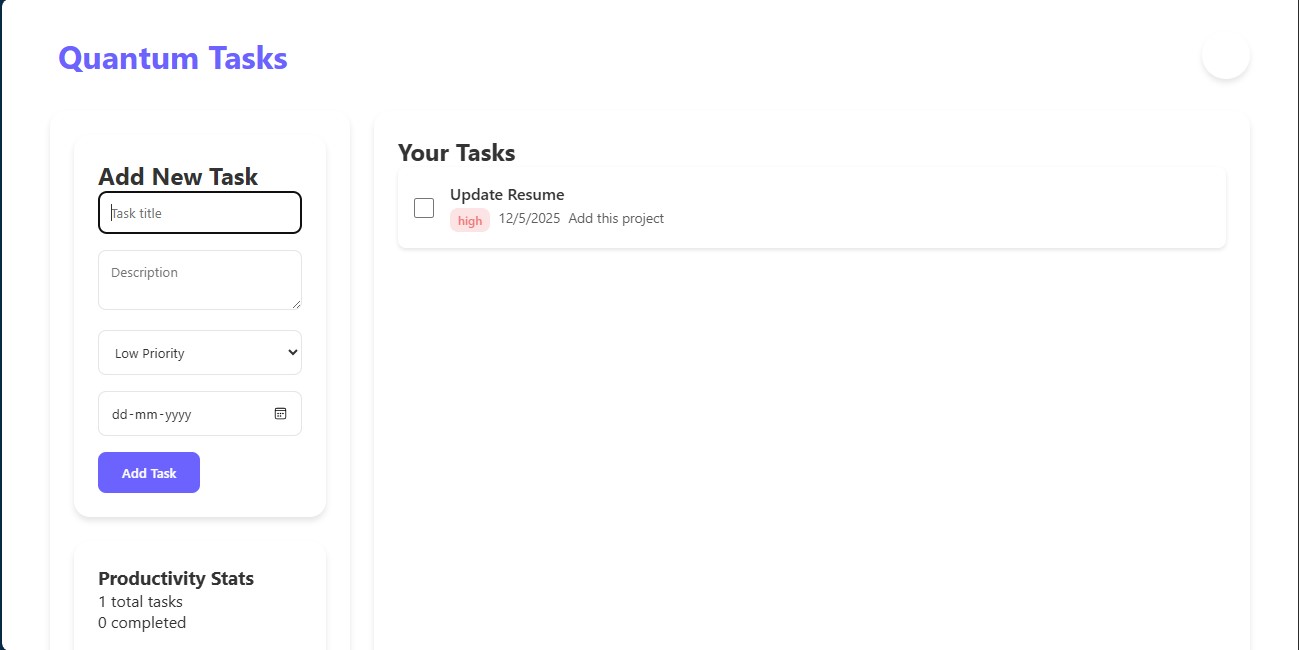 Quantum Tasks
Add New Task
Task title
Description
Low Priority
dd-mm-yyyy
Add Task
Productivity Stats
1 total tasks
0 completed
Your Tasks
Update Resume
high 12/5/2025 Add this project